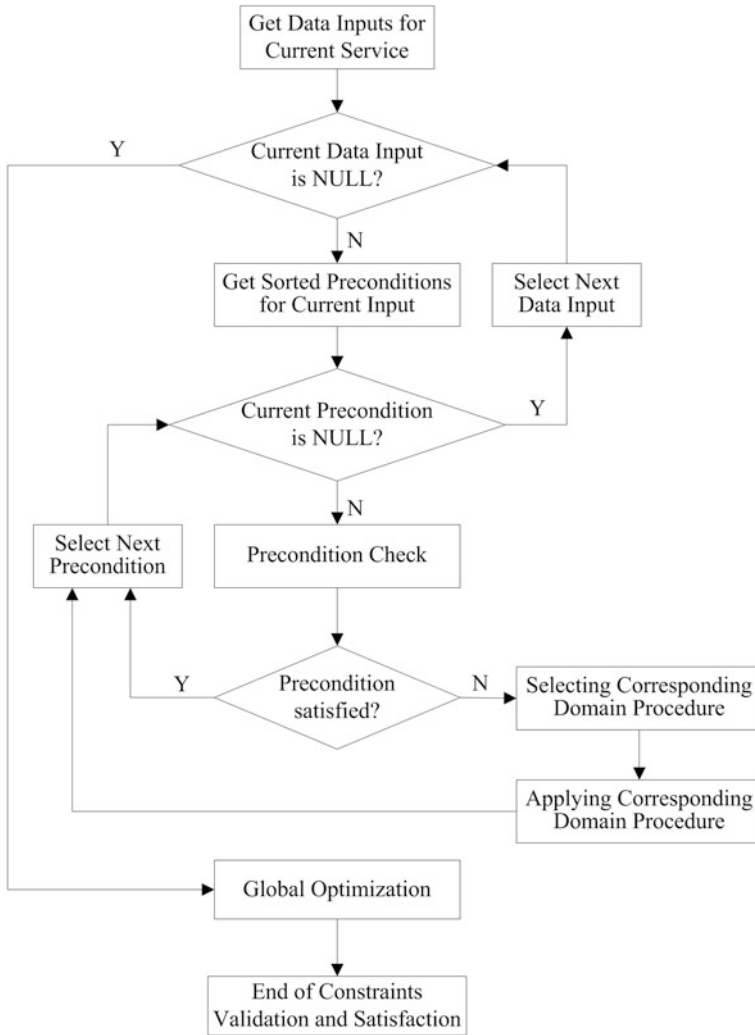 Get Data Inputs for
Current Service
Y
Current Data Input
is NULL?
N
Get Sorted Preconditions
for Current Input
Select Next
Data Input
Current Precondition
is NULL?
Y
N
Select Next
Precondition
Precondition Check
Y
Precondition
satisfied?
N
Selecting Corresponding
Domain Procedure
Applying Corresponding
Domain Procedure
Global Optimization
End of Constraints
Validation and Satisfaction